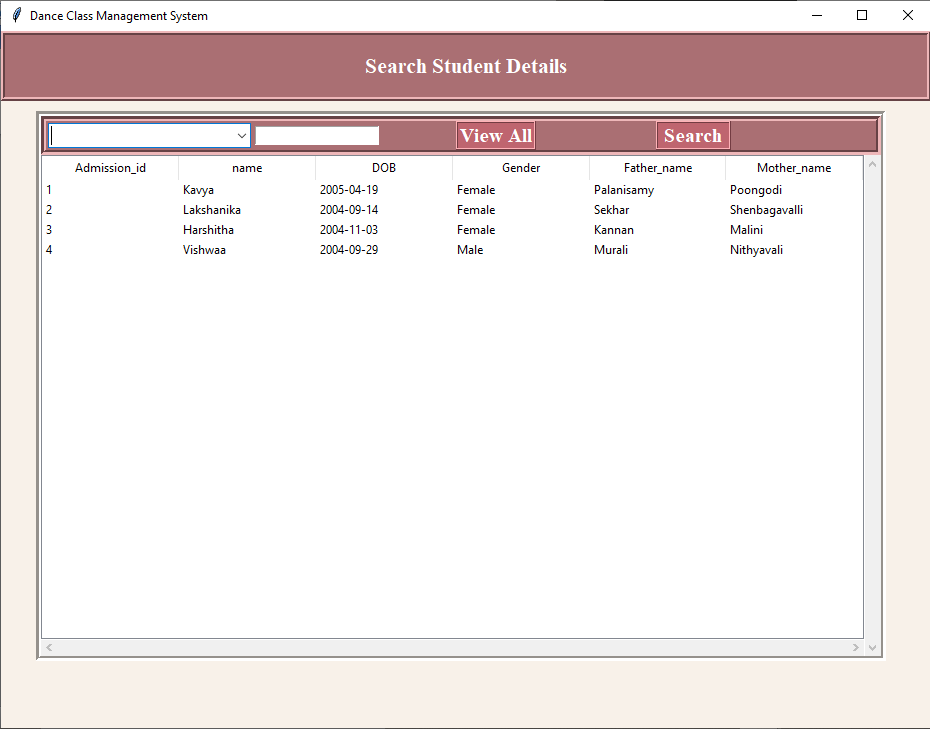 Dance Class Management System
Search Student Details
View All Search
Admission_id name DOB Gender Father_name Mother_name
1 Kavya 2005-04-19 Female Palanisamy Poongodi
2 Lakshanika 2004-09-14 Female Sekhar Shenbagavalli
3 Harshitha 2004-11-03 Female Kannan Malini
4 Vishwaa 2004-09-29 Male Murali Nithyavali